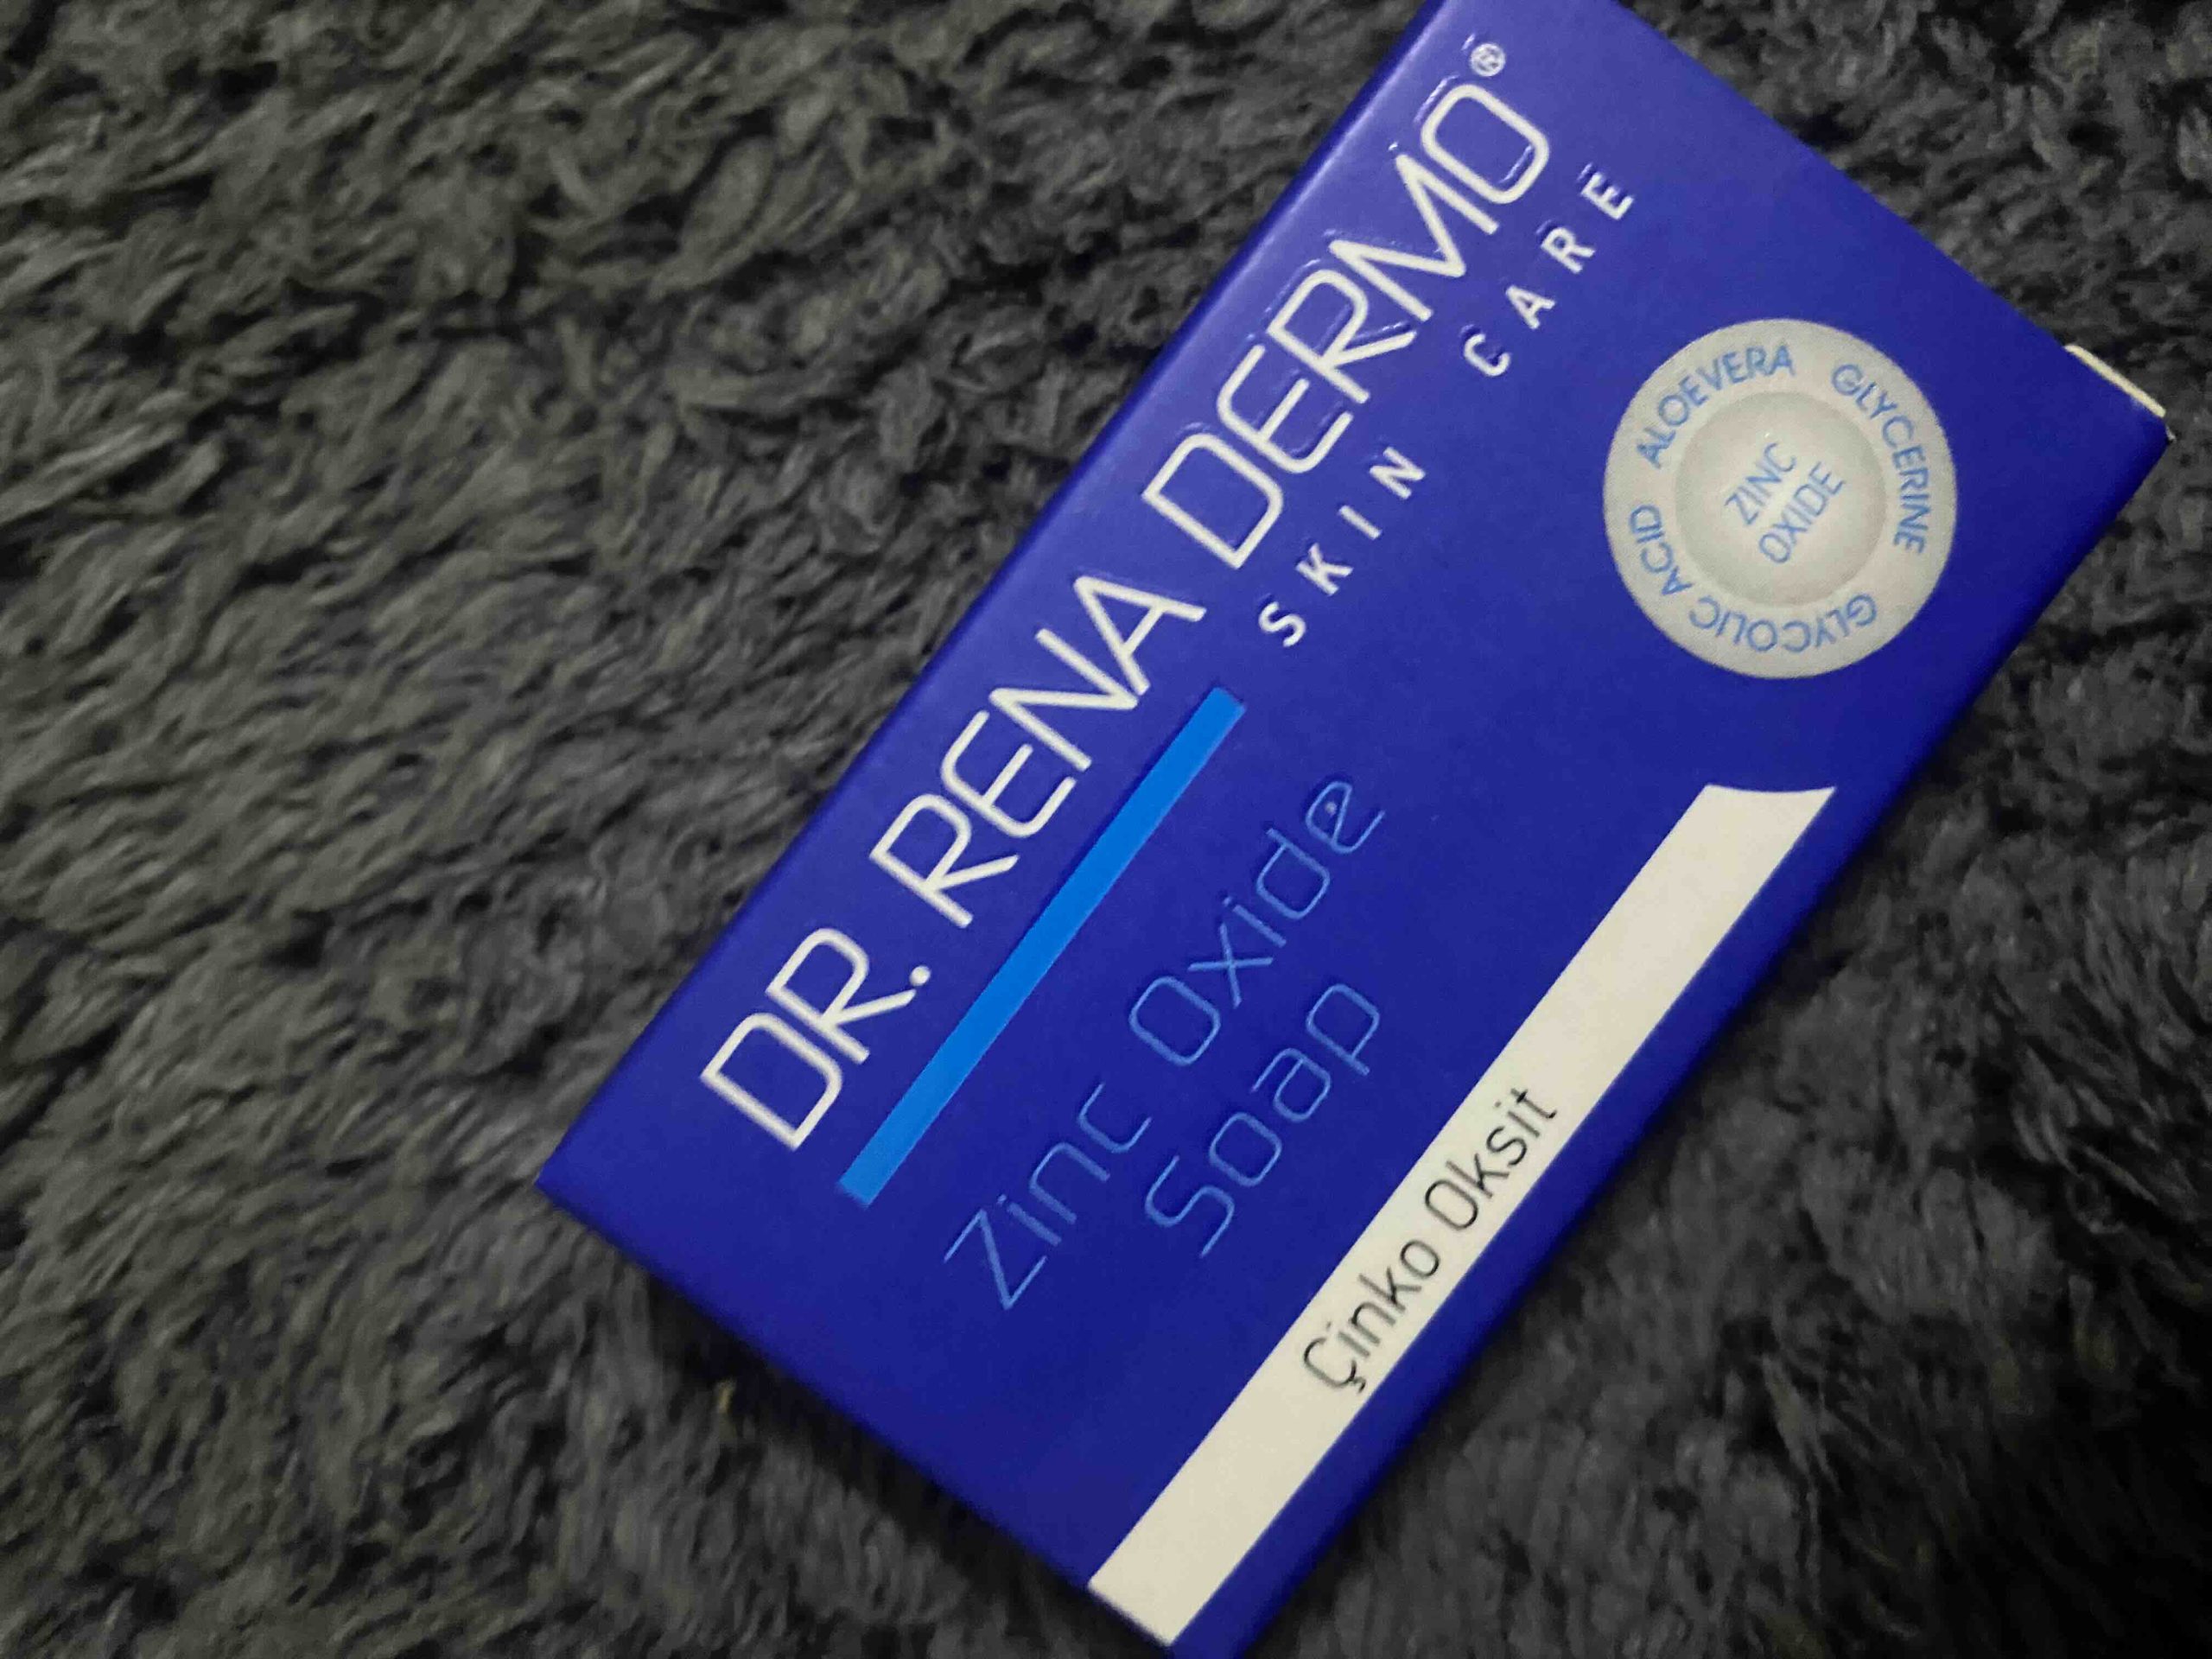 DR. RENA DERMO®
SKIN CARE
Zinc Oxide
Soap
ALOEVERA GLYCERINE GLYCOLIC ACID
ZINC
OXIDE
Çinko Oksit